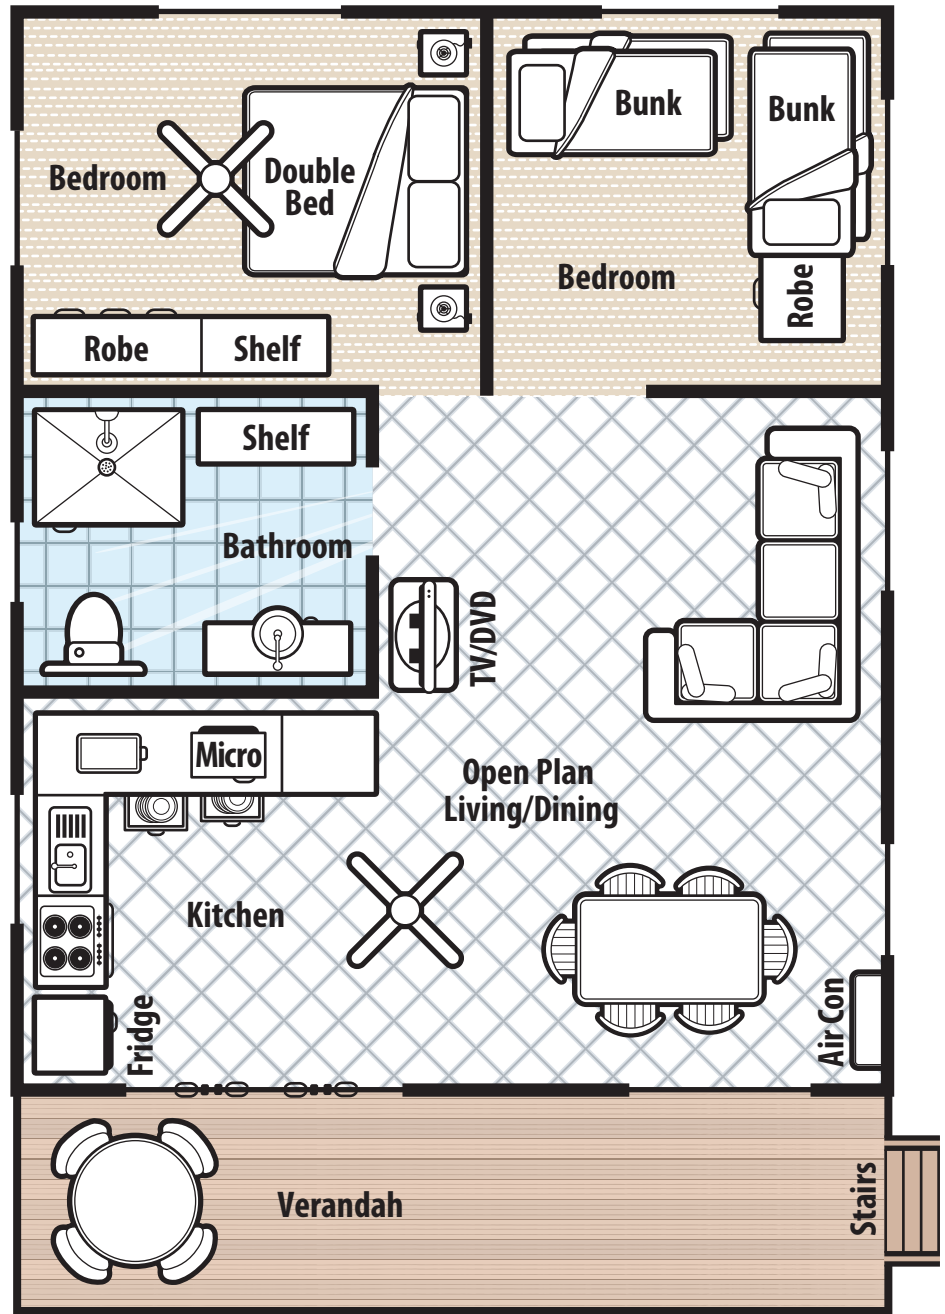 Bunk
Bunk
Bedroom
Double
Bed
Bedroom
Robe
Robe
Shelf
Shelf
Bathroom
TV/DVD
Micro
Open Plan
Living/Dining
Kitchen
Fridge
Air Con
Verandah
Stairs